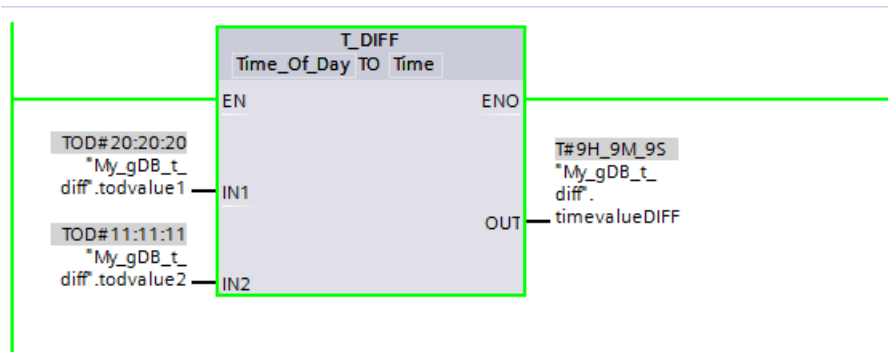 T_DIFF
Time_Of_Day TO Time
EN
ENO
TOD#20:20:20
"My_gDB_t_
diff".todvalue1
IN1
T#9H_9M_9S
"My_gDB_t_
diff".
timevalueDIFF
OUT
TOD#11:11:11
"My_gDB_t_
diff".todvalue2
IN2